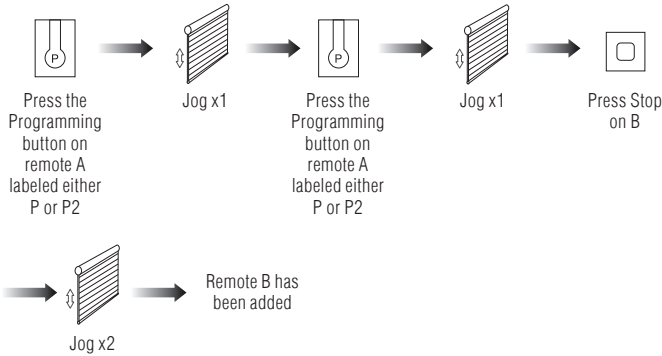 P
P
Press the
Programming
button on
remote A
labeled either
P or P2
Jog x1
Press the
Programming
button on
remote A
labeled either
P or P2
Jog x1
Press Stop
on B
Jog x2
Remote B has
been added